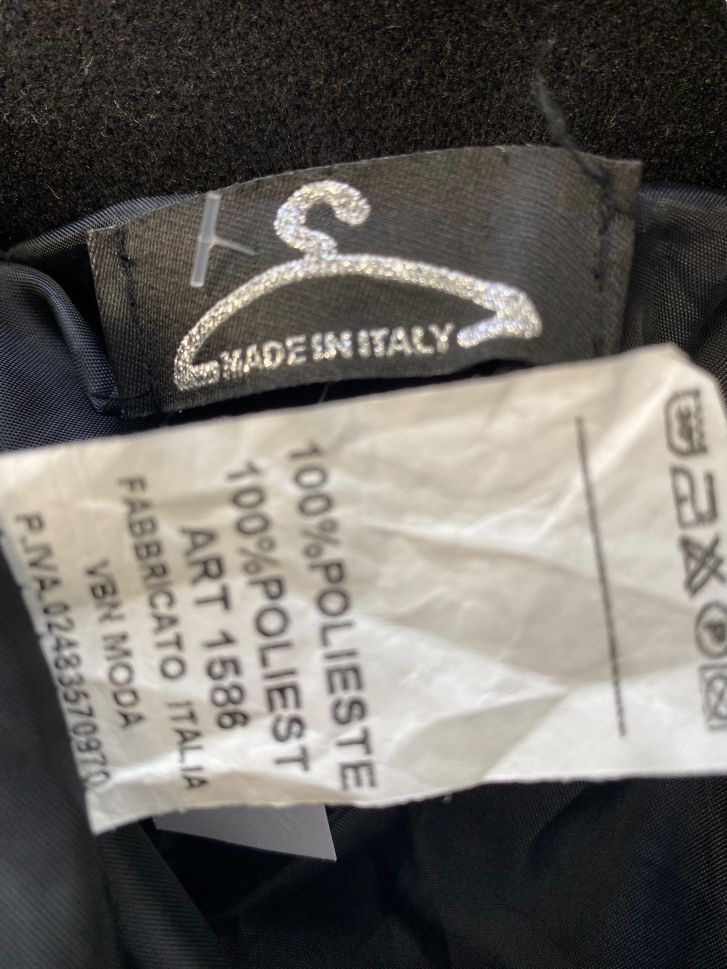 MADE IN ITALY
100%POLIESTE
100%POLIEST
ART 1586
FABBRICATO ITALIA
VBN MODA
P.IVA.02483570970